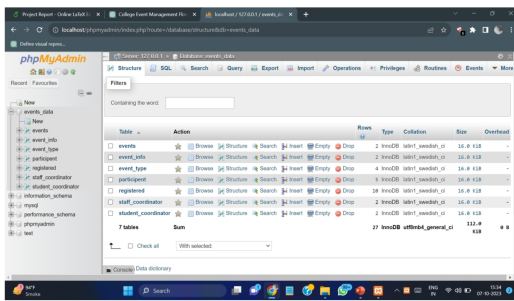 Project Report - Online LaTeX E
College Event Management Flow
localhost / 127.0.0.1 / events_da
localhost/phpmyadmin/index.php?route=/database/structure&db=events_data
Define visual repres...
phpMyAdmin
Recent Favourites
New
events_data
New
events
event_info
event_type
participent
registered
staff_coordinator
student_coordinator
information_schema
mysql
performance_schema
phpmyadmin
test
Server: 127.0.0.1 » Database: events_data
Structure SQL Search Query Export Import Operations Privileges Routines Events More
Filters
Containing the word:
Table Action Rows Type Collation Size Overhead
events Browse Structure Search Insert Empty Drop 2 InnoDB latin1_swedish_ci 16.0 KiB -
event_info Browse Structure Search Insert Empty Drop 2 InnoDB latin1_swedish_ci 16.0 KiB -
event_type Browse Structure Search Insert Empty Drop 4 InnoDB latin1_swedish_ci 16.0 KiB -
participent Browse Structure Search Insert Empty Drop 5 InnoDB latin1_swedish_ci 16.0 KiB -
registered Browse Structure Search Insert Empty Drop 10 InnoDB latin1_swedish_ci 16.0 KiB -
staff_coordinator Browse Structure Search Insert Empty Drop 2 InnoDB latin1_swedish_ci 16.0 KiB -
student_coordinator Browse Structure Search Insert Empty Drop 2 InnoDB latin1_swedish_ci 16.0 KiB -
7 tables Sum 27 InnoDB utf8mb4_general_ci 112.0 KiB 0 B
Check all With selected:
Console Data dictionary
94°F
Smoke
Search
ENG
IN
15:34
07-10-2023